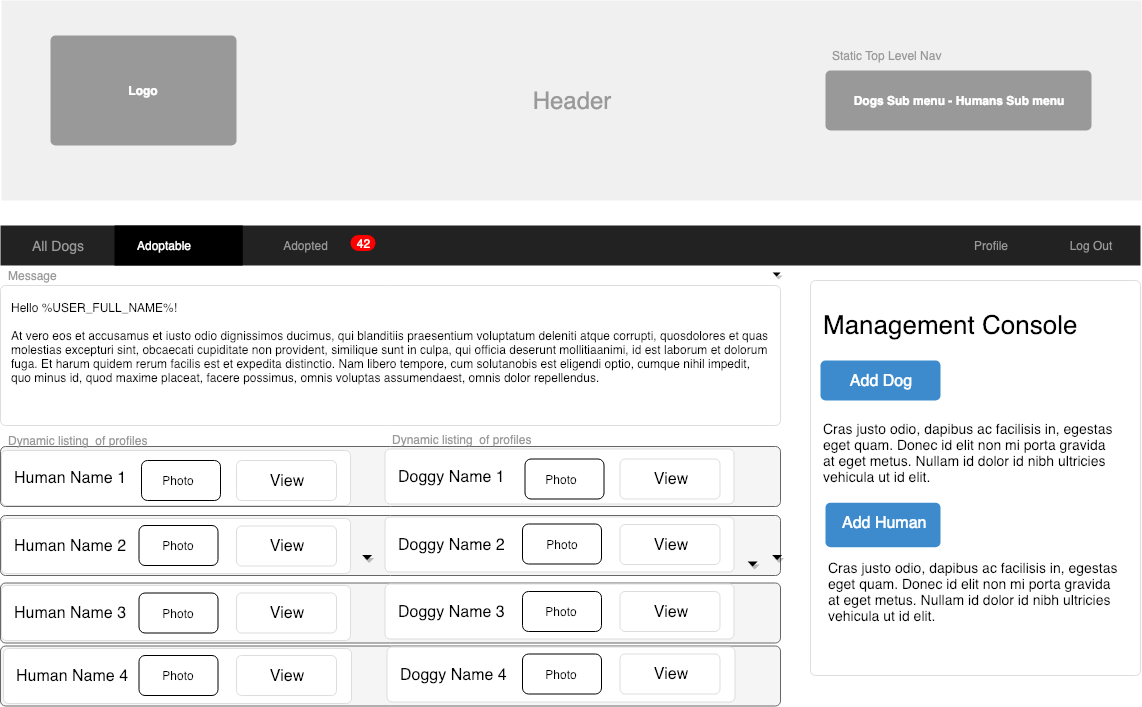 Static Top Level Nav
Logo
Header
Dogs Sub menu - Humans Sub menu
All Dogs
Adoptable
Adopted
42
Profile
Log Out
Message
Hello %USER_FULL_NAME%!
At vero eos et accusamus et iusto odio dignissimos ducimus, qui blanditiis praesentium voluptatum deleniti atque corrupti, quosdolores et quas
molestias excepturi sint, obcaecati cupiditate non provident, similique sunt in culpa, qui officia deserunt mollitiaanimi, id est laborum et dolorum
fuga. Et harum quidem rerum facilis est et expedita distinctio. Nam libero tempore, cum solutanobis est eligendi optio, cumque nihil impedit,
quo minus id, quod maxime placeat, facere possimus, omnis voluptas assumendaest, omnis dolor repellendus.
Dynamic listing  of profiles
Dynamic listing  of profiles
Human Name 1
Photo
View
Doggy Name 1
Photo
View
Human Name 2
Photo
View
Doggy Name 2
Photo
View
Human Name 3
Photo
View
Doggy Name 3
Photo
View
Human Name 4
Photo
View
Doggy Name 4
Photo
View
Management Console
Add Dog
Cras justo odio, dapibus ac facilisis in, egestas
eget quam. Donec id elit non mi porta gravida
at eget metus. Nullam id dolor id nibh ultricies
vehicula ut id elit.
Add Human
Cras justo odio, dapibus ac facilisis in, egestas
eget quam. Donec id elit non mi porta gravida
at eget metus. Nullam id dolor id nibh ultricies
vehicula ut id elit.